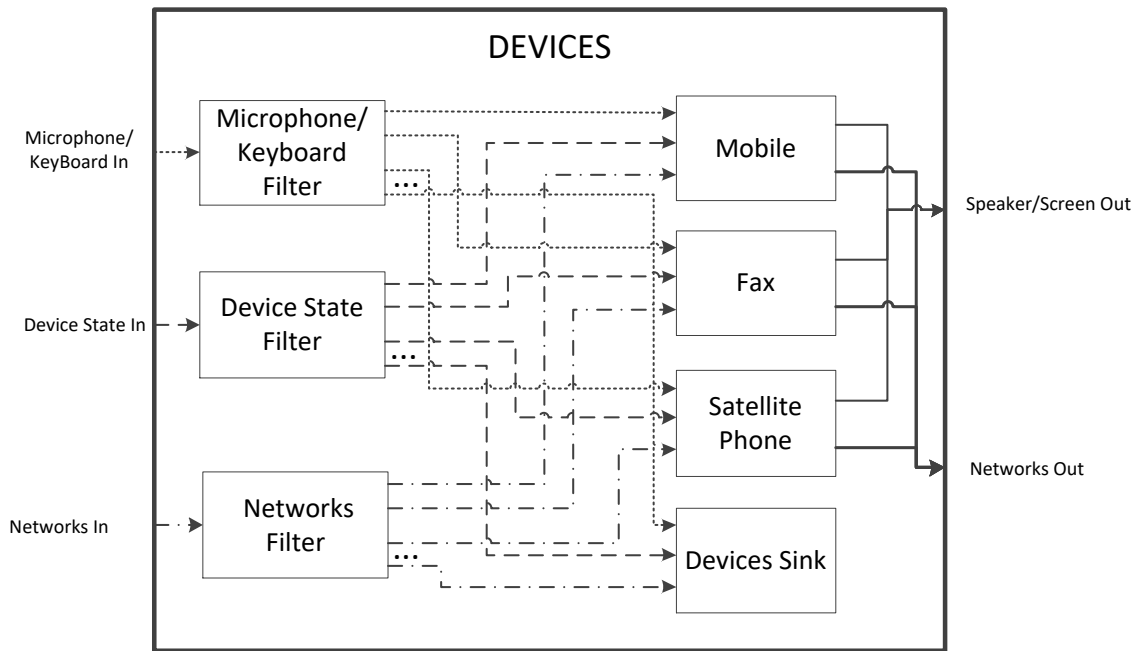 DEVICES
Microphone/
KeyBoard In
Microphone/
Keyboard
Filter
...
Mobile
Speaker/Screen Out
Fax
Device State In
Device State
Filter
...
Satellite
Phone
Networks Out
Networks In
Networks
Filter
...
Devices Sink